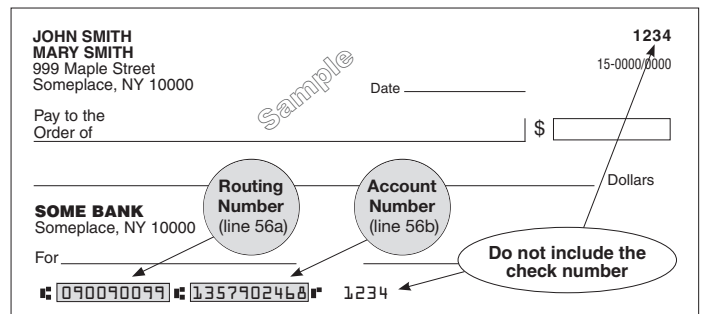 JOHN SMITH
MARY SMITH
999 Maple Street
Someplace, NY 10000
1234
15-0000/0000
Sample
Date
Pay to the
Order of
$
Dollars
Routing
Number
(line 56a)
Account
Number
(line 56b)
SOME BANK
Someplace, NY 10000
For
Do not include the
check number
⑆ 090090099 ⑆ 1357902468 ⑈ 1234